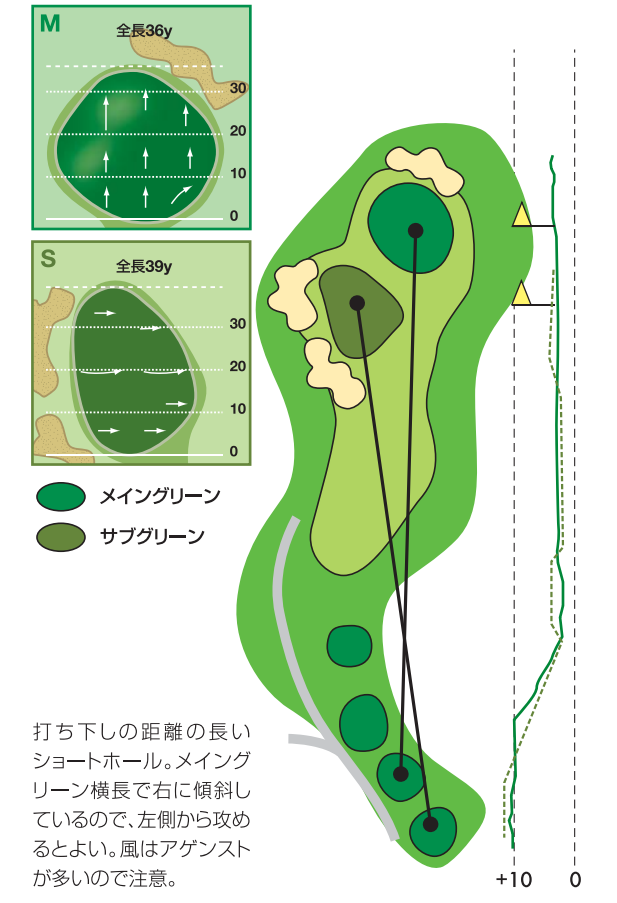 M
全長36y
30
20
10
0
S
全長39y
30
20
10
0
メイングリーン
サブグリーン
打ち下しの距離の長い
ショートホール。メイング
リーン横長で右に傾斜し
ているので、左側から攻め
るとよい。風はアゲンスト
が多いので注意。
+10 0